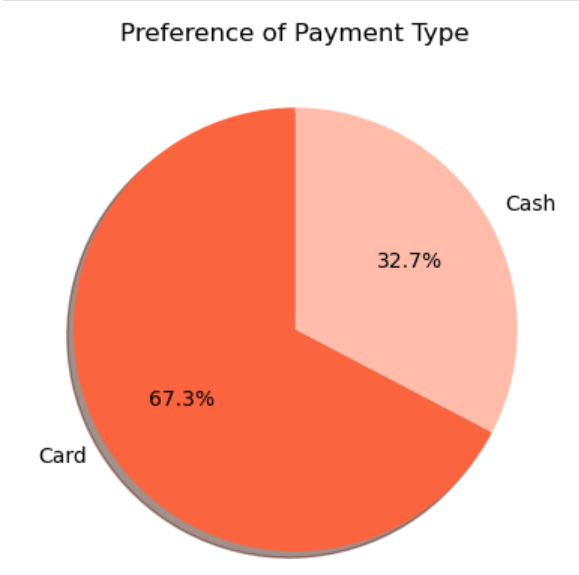 Preference of Payment Type
Cash
32.7%
67.3%
Card